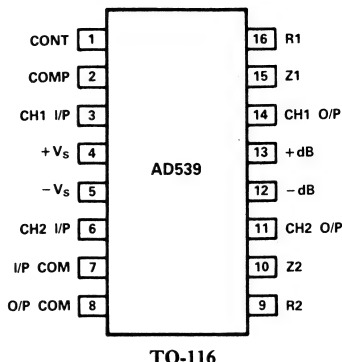 CONT 1 16 R1
COMP 2 15 Z1
CH1 I/P 3 14 CH1 O/P
+VS 4 13 +dB
AD539
-VS 5 12 -dB
CH2 I/P 6 11 CH2 O/P
I/P COM 7 10 Z2
O/P COM 8 9 R2
TO-116